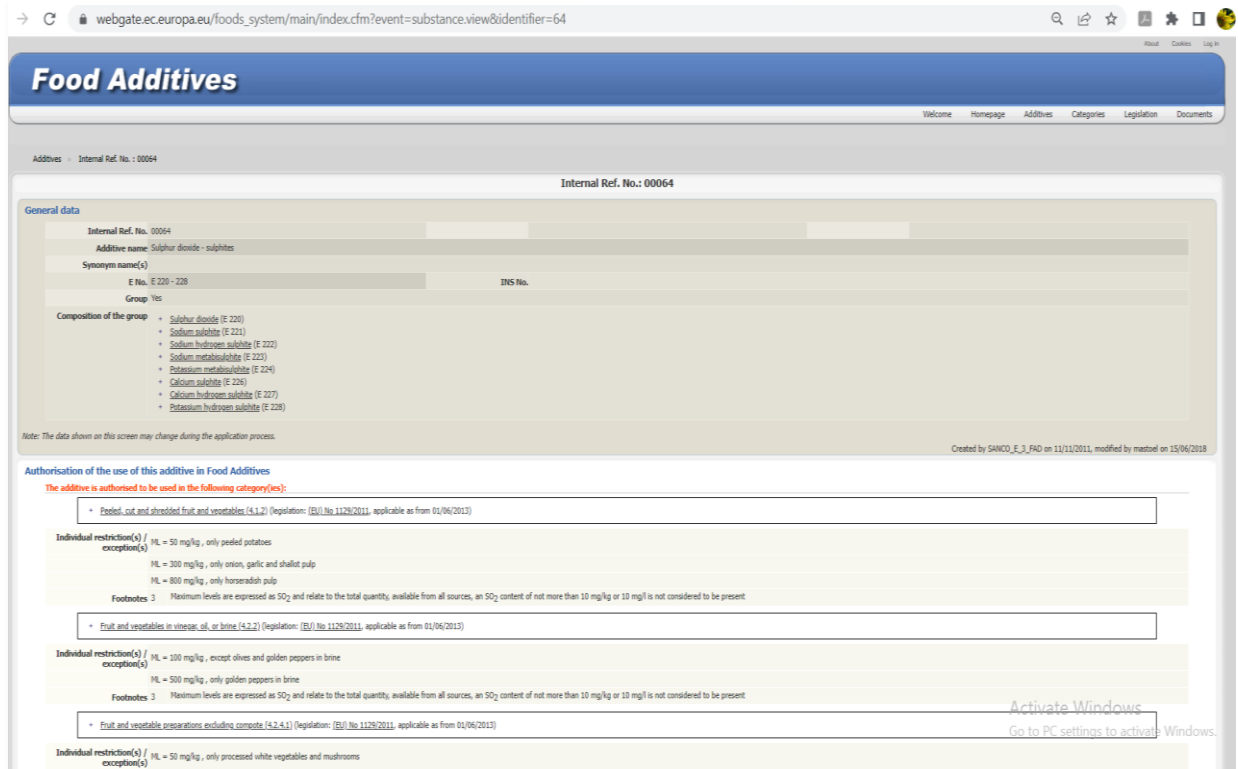 webgate.ec.europa.eu/foods_system/main/index.cfm?event=substance.view&identifier=64
About Cookies Log in
Food Additives
Welcome Homepage Additives Categories Legislation Documents
Additives > Internal Ref. No. : 00064
Internal Ref. No.: 00064
General data
Internal Ref. No. 00064
Additive name Sulphur dioxide - sulphites
Synonym name(s)
E No. E 220 - 228 INS No.
Group Yes
Composition of the group + Sulphur dioxide (E 220)
+ Sodium sulphite (E 221)
+ Sodium hydrogen sulphite (E 222)
+ Sodium metabisulphite (E 223)
+ Potassium metabisulphite (E 224)
+ Calcium sulphite (E 226)
+ Calcium hydrogen sulphite (E 227)
+ Potassium hydrogen sulphite (E 228)
Note: The data shown on this screen may change during the application process.
Created by SANCO_E_3_FAD on 11/11/2011, modified by mastoel on 15/06/2018
Authorisation of the use of this additive in Food Additives
The additive is authorised to be used in the following category(ies):
+ Peeled, cut and shredded fruit and vegetables (4.1.2) (legislation: (EU) No 1129/2011, applicable as from 01/06/2013)
Individual restriction(s) / exception(s) ML = 50 mg/kg , only peeled potatoes
ML = 300 mg/kg , only onion, garlic and shallot pulp
ML = 800 mg/kg , only horseradish pulp
Footnotes 3 Maximum levels are expressed as SO2 and relate to the total quantity, available from all sources, an SO2 content of not more than 10 mg/kg or 10 mg/l is not considered to be present
+ Fruit and vegetables in vinegar, oil, or brine (4.2.2) (legislation: (EU) No 1129/2011, applicable as from 01/06/2013)
Individual restriction(s) / exception(s) ML = 100 mg/kg , except olives and golden peppers in brine
ML = 500 mg/kg , only golden peppers in brine
Footnotes 3 Maximum levels are expressed as SO2 and relate to the total quantity, available from all sources, an SO2 content of not more than 10 mg/kg or 10 mg/l is not considered to be present
+ Fruit and vegetable preparations excluding compote (4.2.4.1) (legislation: (EU) No 1129/2011, applicable as from 01/06/2013)
Individual restriction(s) / exception(s) ML = 50 mg/kg , only processed white vegetables and mushrooms
Activate Windows
Go to PC settings to activate Windows.